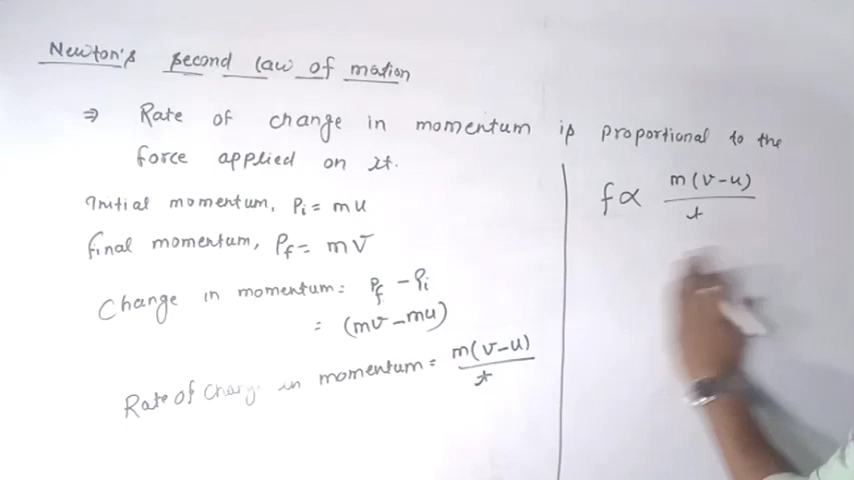 Newton's second law of motion
⇒ Rate of change in momentum is proportional to the
force applied on it.
Initial momentum, Pi = mu
final momentum, Pf = mv
Change in momentum = Pf - Pi
= (mv - mu)
Rate of change in momentum = m(v-u)/t
f ∝ m(v-u)/t